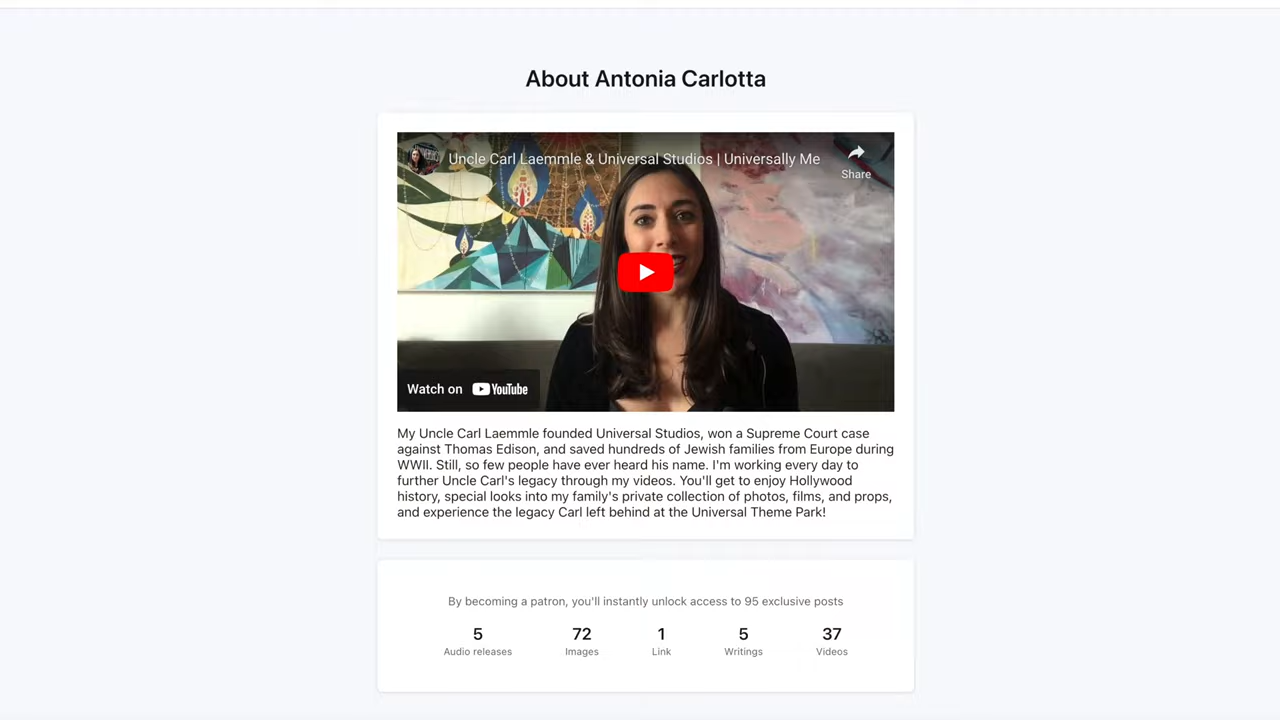 About Antonia Carlotta
Uncle Carl Laemmle & Universal Studios | Universally Me
Share
Watch on YouTube
My Uncle Carl Laemmle founded Universal Studios, won a Supreme Court case
against Thomas Edison, and saved hundreds of Jewish families from Europe during
WWII. Still, so few people have ever heard his name. I'm working every day to
further Uncle Carl's legacy through my videos. You'll get to enjoy Hollywood
history, special looks into my family's private collection of photos, films, and props,
and experience the legacy Carl left behind at the Universal Theme Park!
By becoming a patron, you'll instantly unlock access to 95 exclusive posts
5 72 1 5 37
Audio releases Images Link Writings Videos